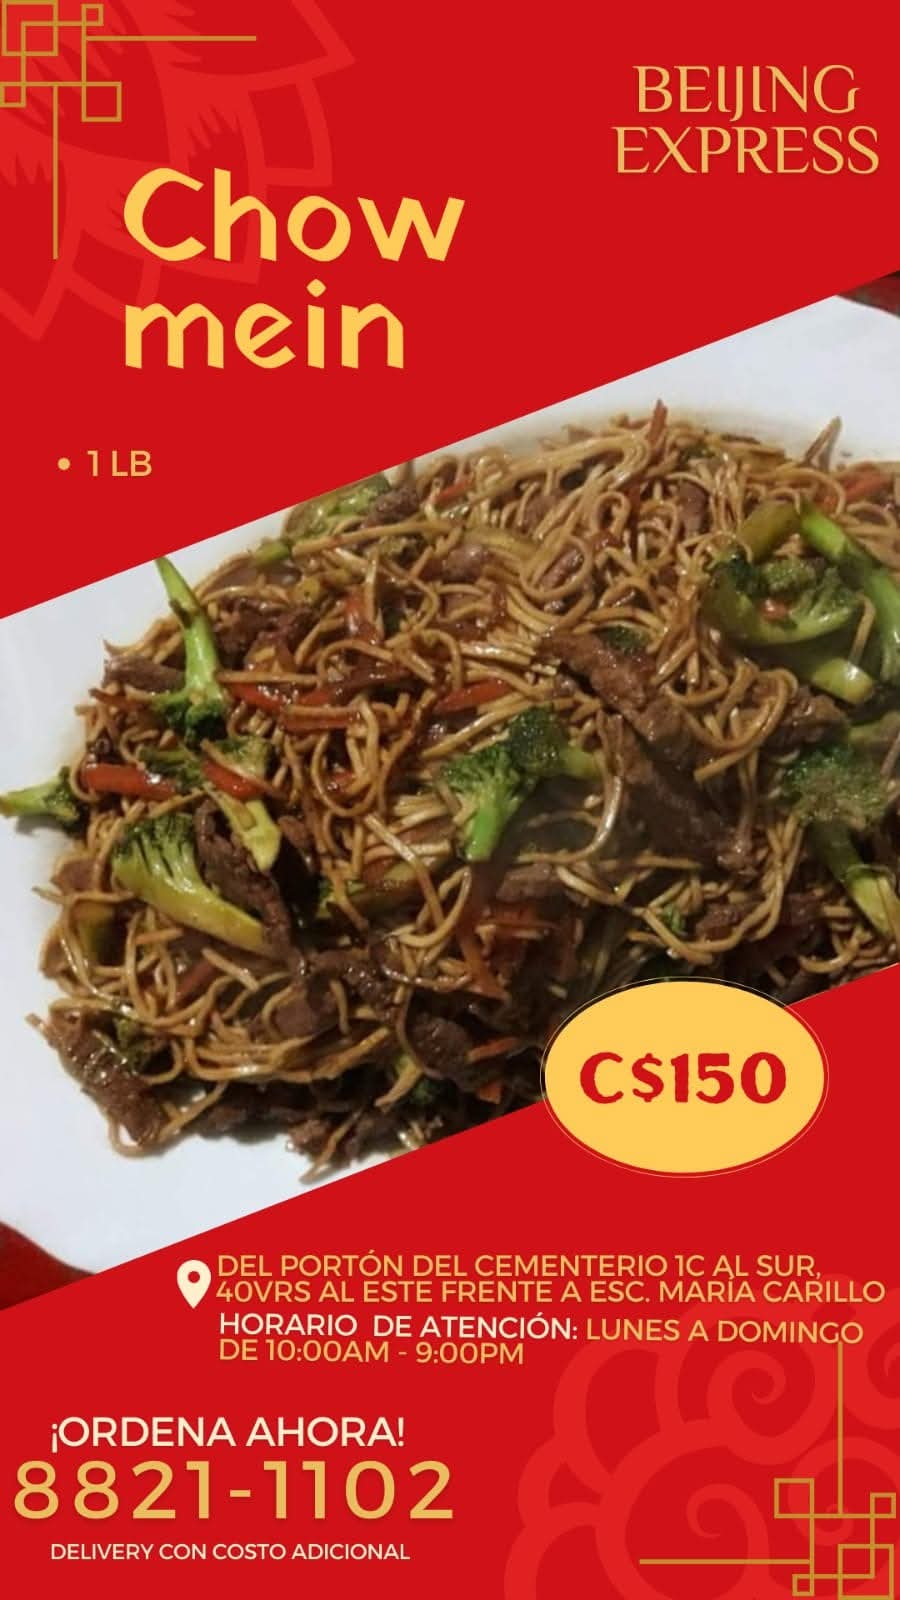 BEIJING
EXPRESS
Chow
mein
• 1 LB
C$150
DEL PORTÓN DEL CEMENTERIO 1C AL SUR,
40VRS AL ESTE FRENTE A ESC. MARÍA CARILLO
HORARIO DE ATENCIÓN: LUNES A DOMINGO
DE 10:00AM - 9:00PM
¡ORDENA AHORA!
8821-1102
DELIVERY CON COSTO ADICIONAL